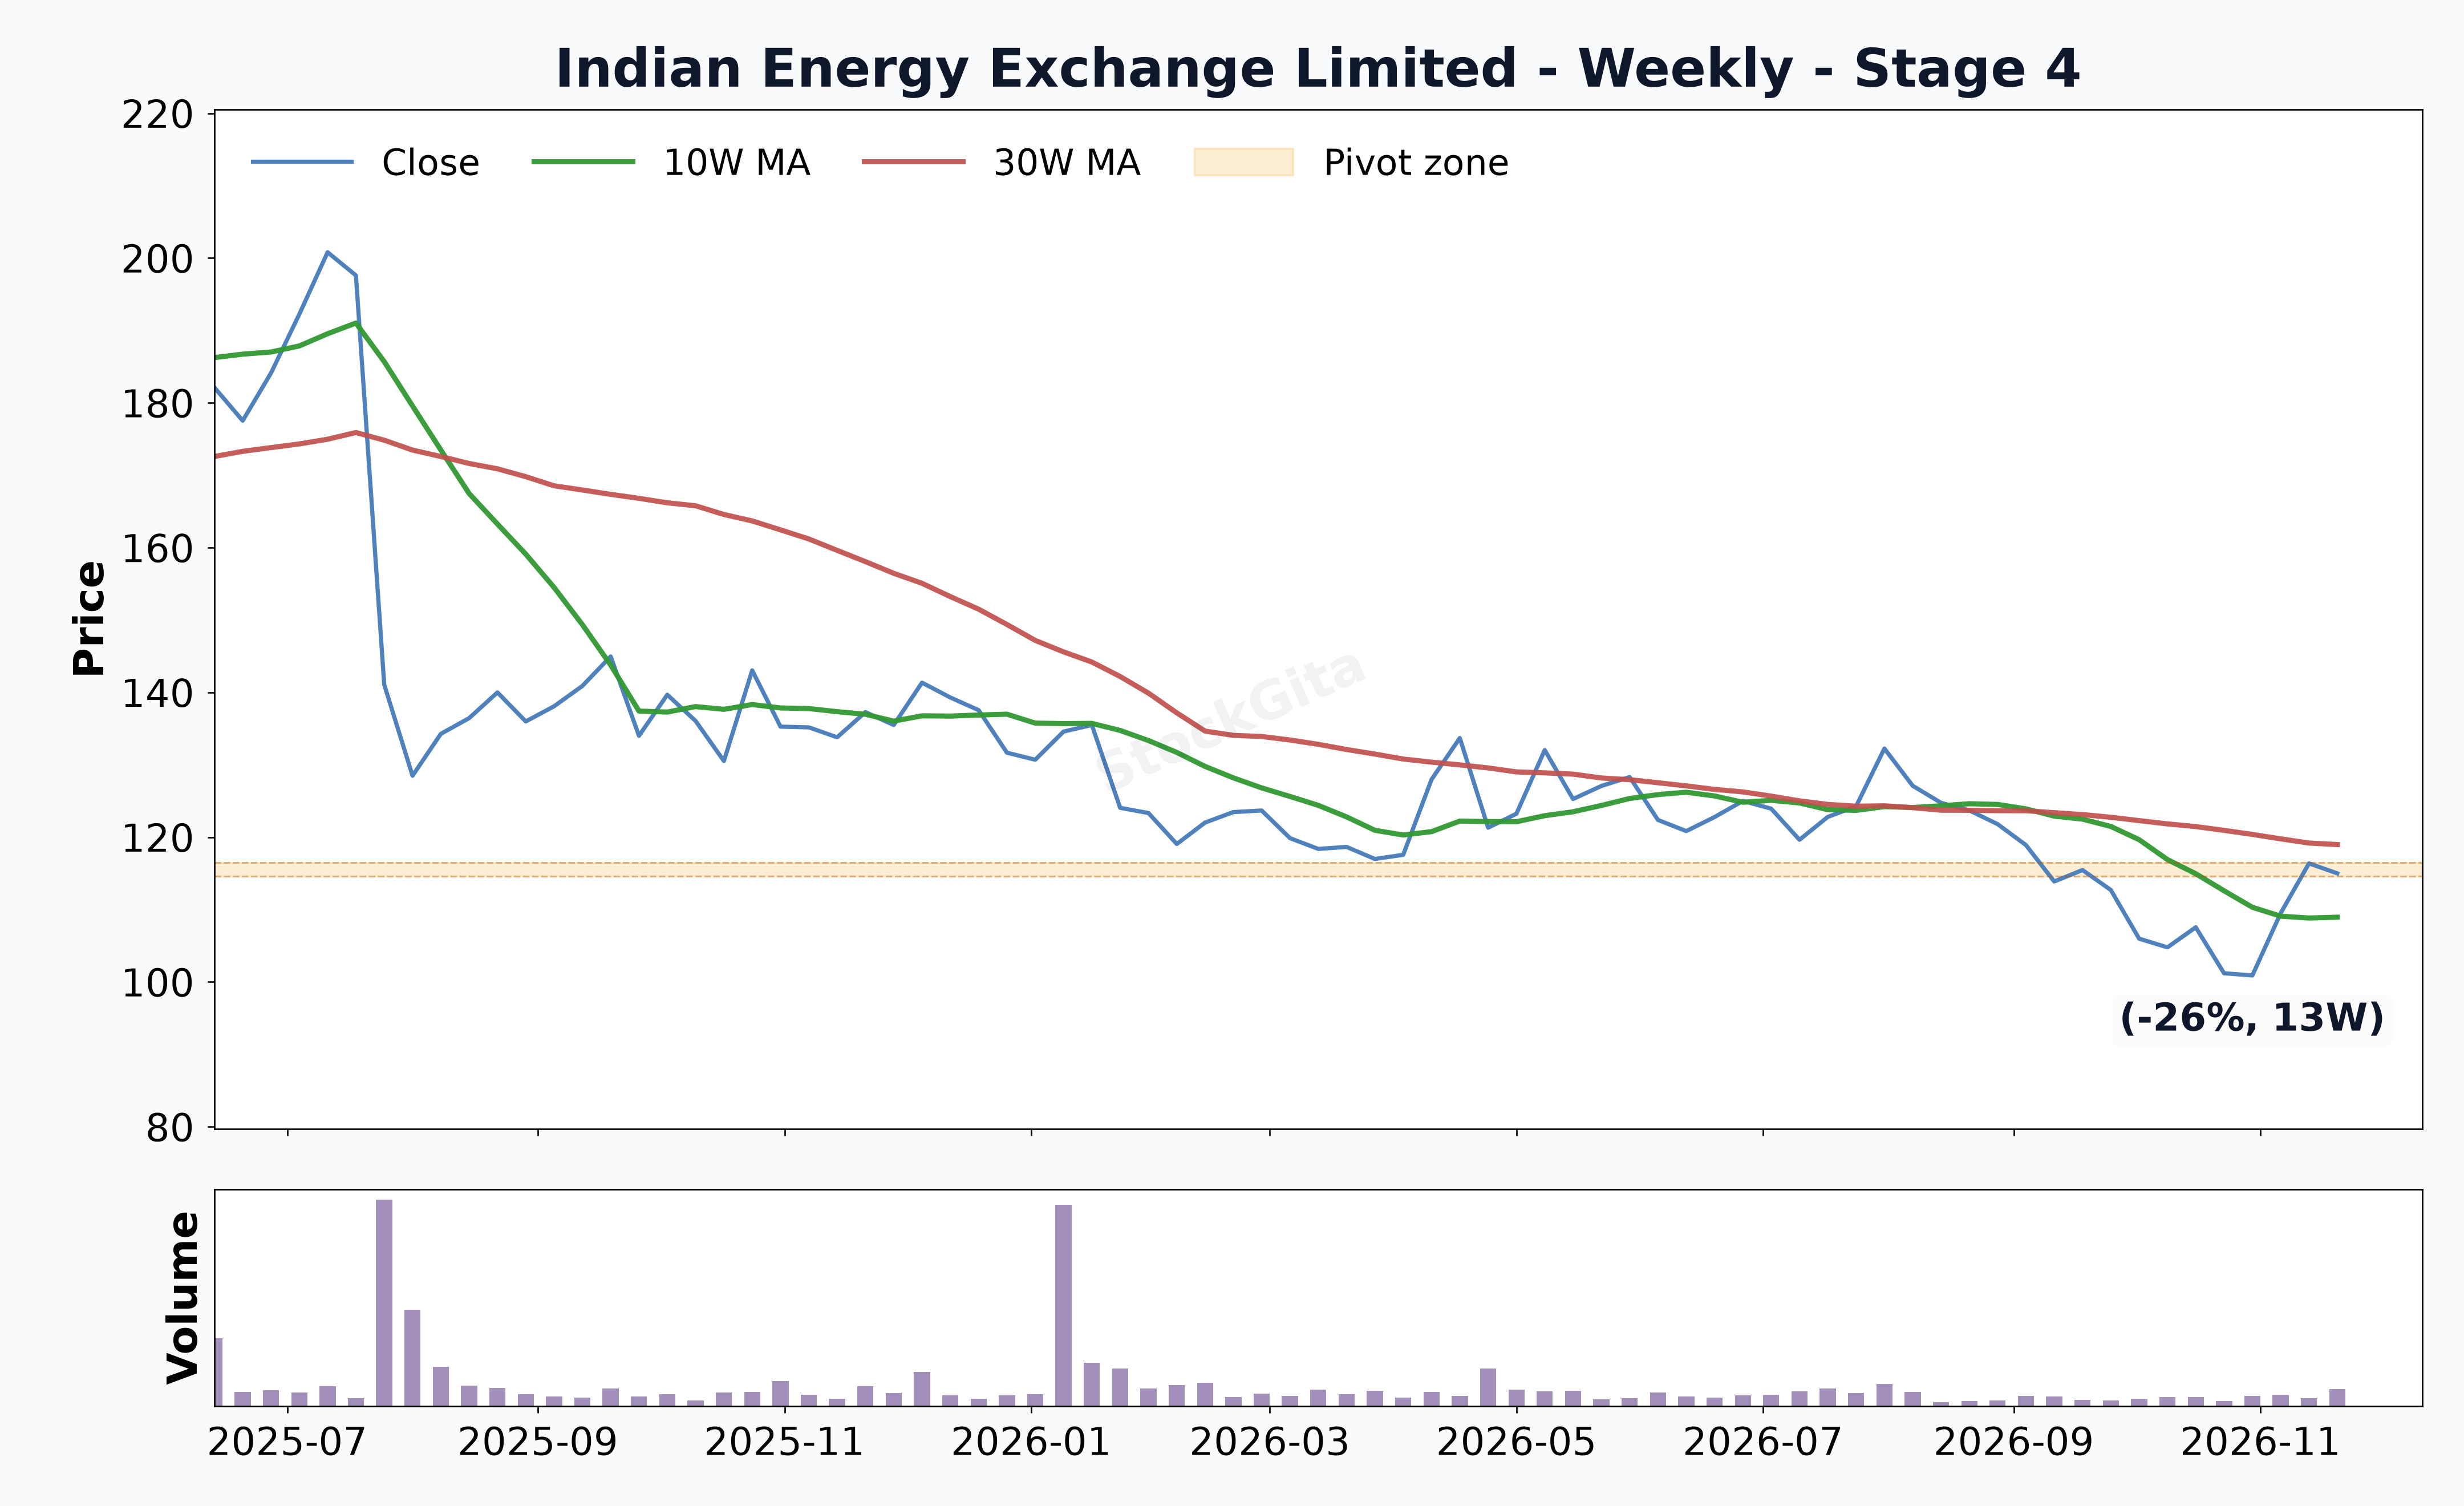 Indian Energy Exchange Limited - Weekly - Stage 4
Close 10W MA 30W MA Pivot zone
Price
220
200
180
160
140
120
100
80
StockGita
(-26%, 13W)
Volume
2025-07 2025-09 2025-11 2026-01 2026-03 2026-05 2026-07 2026-09 2026-11